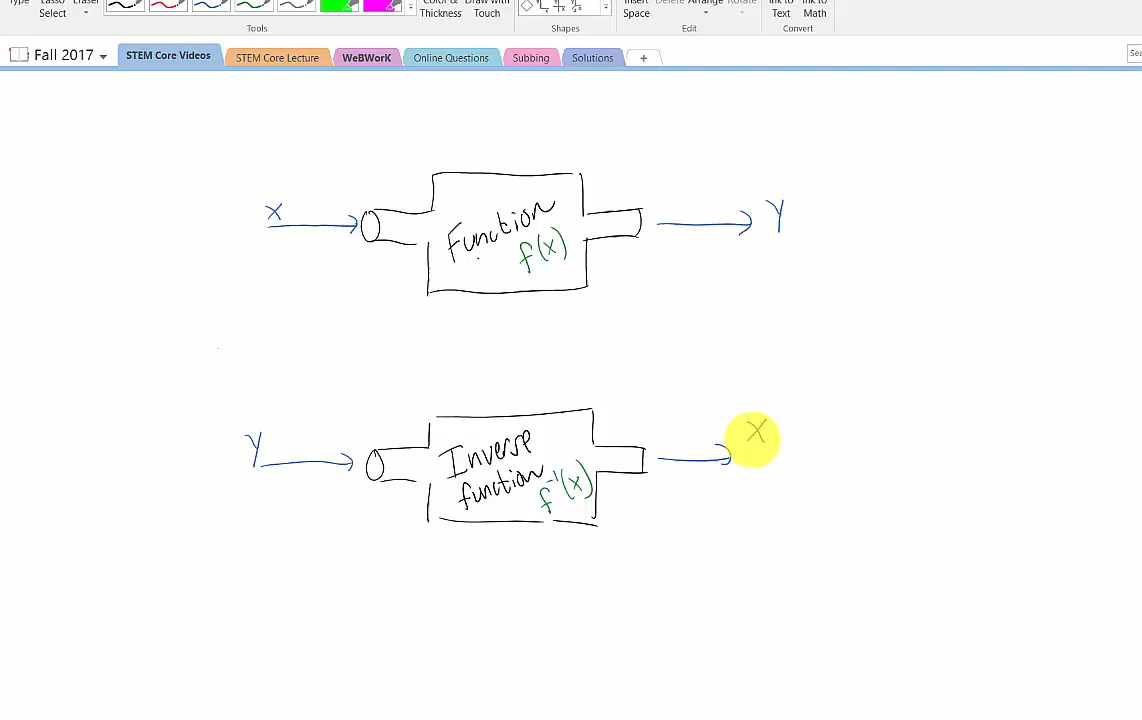 Type Lasso Select Eraser Color & Thickness Draw with Touch Insert Space Delete Arrange Rotate Ink to Text Ink to Math
Tools Shapes Edit Convert
Fall 2017 STEM Core Videos STEM Core Lecture WeBWorK Online Questions Subbing Solutions +
x Function f(x) Y
Y Inverse function f⁻¹(x) X